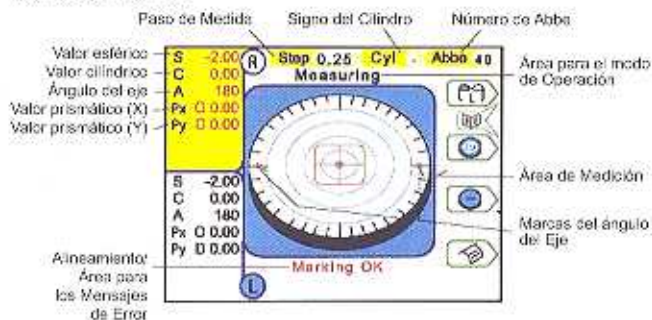 Paso de Medida
Signo del Cilindro
Número de Abbe
Valor esférico
Valor cilíndrico
Ángulo del eje
Valor prismático (X)
Valor prismático (Y)
S -2.00
C 0.00
A 180
Px O 0.00
Py D 0.00
R
Step 0.25 Cyl - Abbe 40
Measuring
Área para el modo
de Operación
Área de Medición
Marcas del ángulo
del Eje
S -2.00
C 0.00
A 180
Px O 0.00
Py D 0.00
Marking OK
L
Alineamiento/
Área para
los Mensajes
de Error